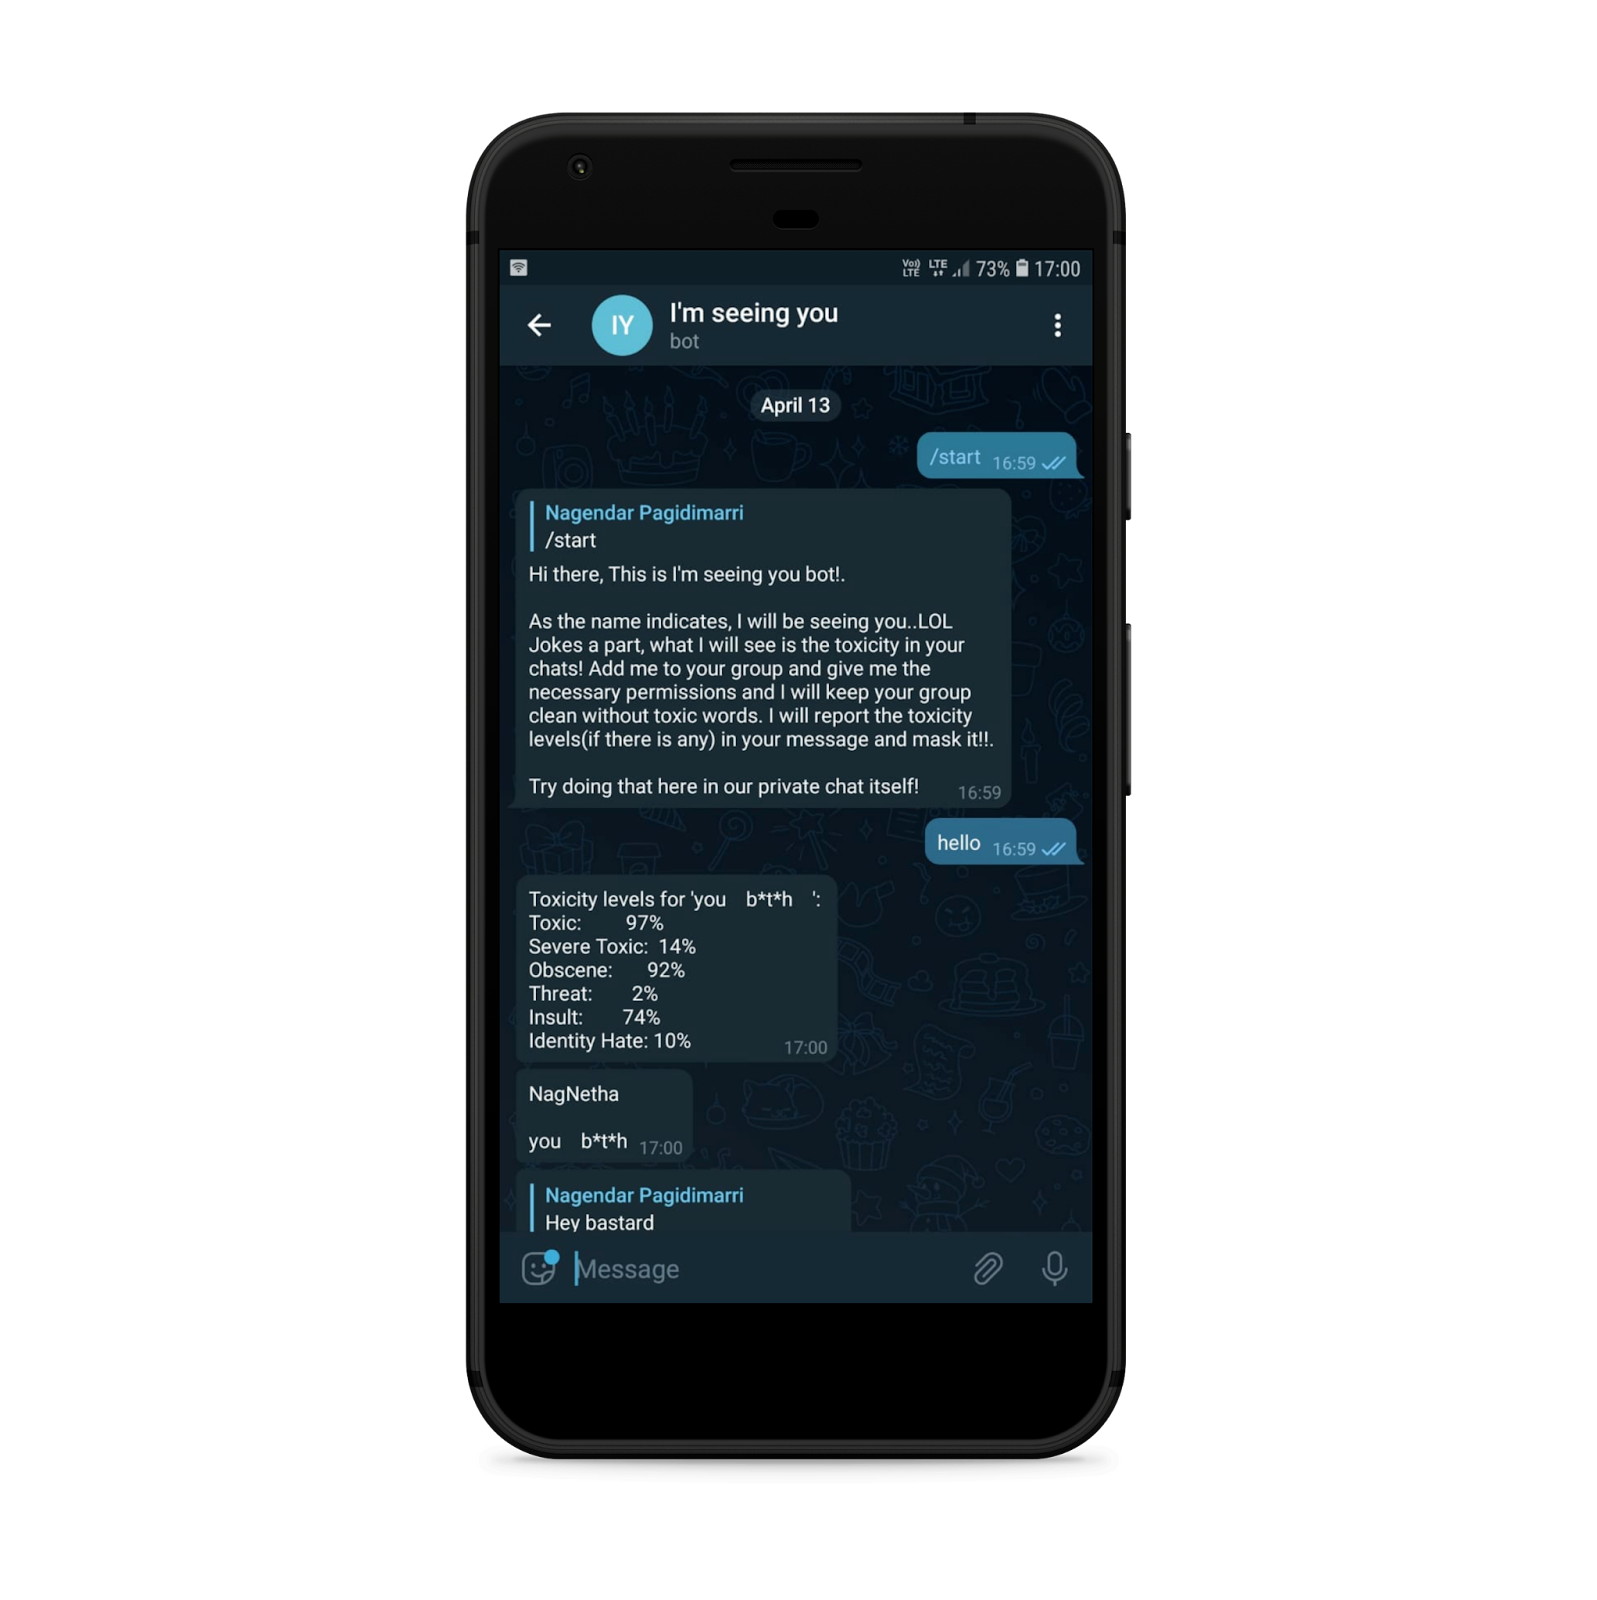 Vo)) LTE 73% 17:00
LTE
IY I'm seeing you
bot
April 13
/start 16:59
Nagendar Pagidimarri
/start
Hi there, This is I'm seeing you bot!.
As the name indicates, I will be seeing you..LOL
Jokes a part, what I will see is the toxicity in your
chats! Add me to your group and give me the
necessary permissions and I will keep your group
clean without toxic words. I will report the toxicity
levels(if there is any) in your message and mask it!!.
Try doing that here in our private chat itself! 16:59
hello 16:59
Toxicity levels for 'you b*t*h ':
Toxic: 97%
Severe Toxic: 14%
Obscene: 92%
Threat: 2%
Insult: 74%
Identity Hate: 10% 17:00
NagNetha
you b*t*h 17:00
Nagendar Pagidimarri
Hey bastard
Message